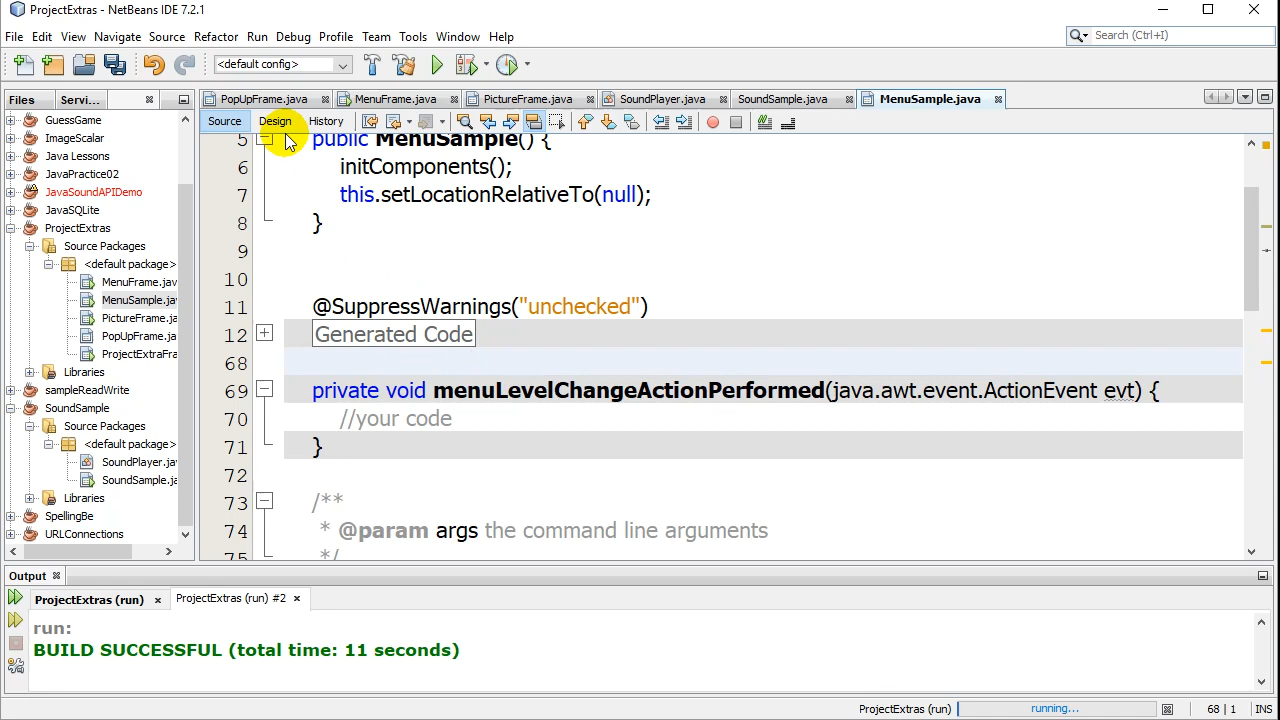 ProjectExtras - NetBeans IDE 7.2.1
File Edit View Navigate Source Refactor Run Debug Profile Team Tools Window Help
Search (Ctrl+I)
<default config>
Files
Servi...
PopUpFrame.java
MenuFrame.java
PictureFrame.java
SoundPlayer.java
SoundSample.java
MenuSample.java
Source Design History
GuessGame
ImageScalar
Java Lessons
JavaPractice02
JavaSoundAPIDemo
JavaSQLite
ProjectExtras
Source Packages
<default package>
MenuFrame.jav
MenuSample.ja
PictureFrame.ja
PopUpFrame.ja
ProjectExtraFra
Libraries
sampleReadWrite
SoundSample
Source Packages
<default package>
SoundPlayer.ja
SoundSample.ja
Libraries
SpellingBe
URLConnections
5 public MenuSample() {
6 initComponents();
7 this.setLocationRelativeTo(null);
8 }
9
10
11 @SuppressWarnings("unchecked")
12 Generated Code
68
69 private void menuLevelChangeActionPerformed(java.awt.event.ActionEvent evt) {
70 //your code
71 }
72
73 /**
74 * @param args the command line arguments
75 */
Output
ProjectExtras (run)
ProjectExtras (run) #2
run:
BUILD SUCCESSFUL (total time: 11 seconds)
ProjectExtras (run) running... 68 | 1 INS